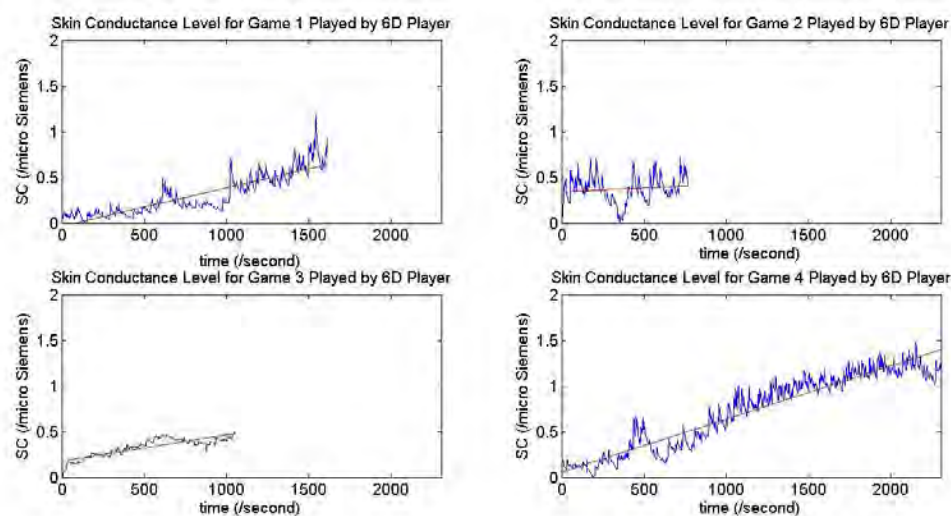 Skin Conductance Level for Game 1 Played by 6D Player
2
1.5
1
0.5
0
SC (/micro Siemens)
0 500 1000 1500 2000
time (/second)
Skin Conductance Level for Game 2 Played by 6D Player
2
1.5
1
0.5
0
SC (/micro Siemens)
0 500 1000 1500 2000
time (/second)
Skin Conductance Level for Game 3 Played by 6D Player
2
1.5
1
0.5
0
SC (/micro Siemens)
0 500 1000 1500 2000
time (/second)
Skin Conductance Level for Game 4 Played by 6D Player
2
1.5
1
0.5
0
SC (/micro Siemens)
0 500 1000 1500 2000
time (/second)